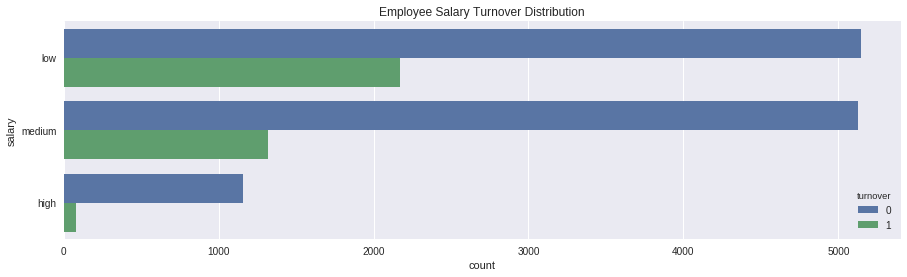 Employee Salary Turnover Distribution
low
medium
high
salary
turnover
0
1
0
1000
2000
3000
4000
5000
count